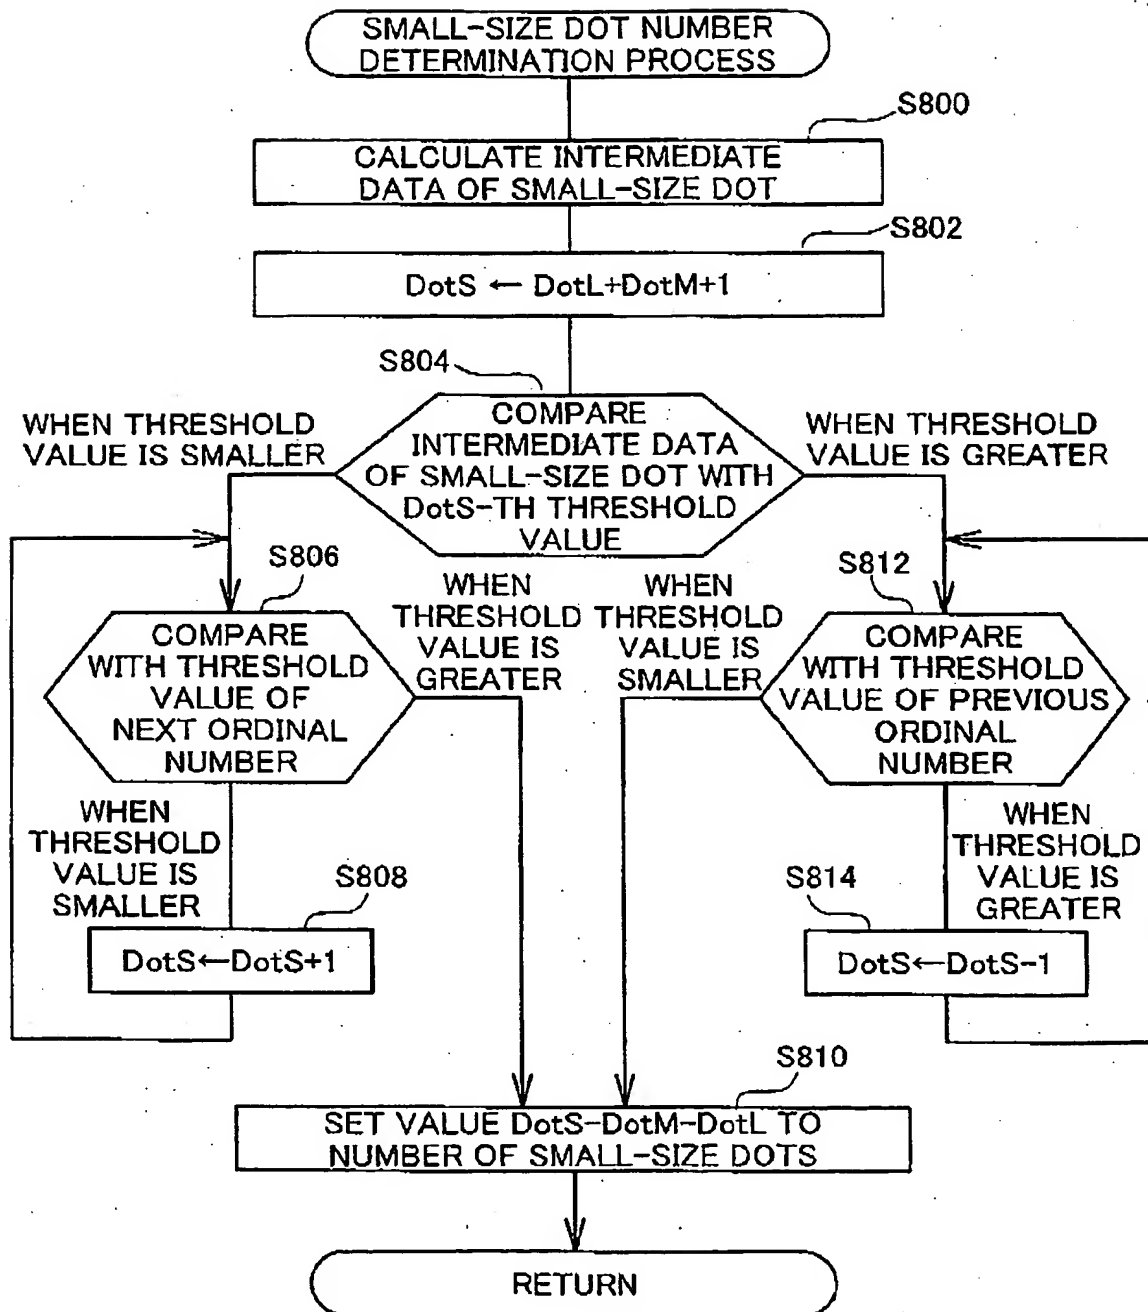 SMALL-SIZE DOT NUMBER
DETERMINATION PROCESS
S800
CALCULATE INTERMEDIATE
DATA OF SMALL-SIZE DOT
S802
DotS ← DotL+DotM+1
S804
COMPARE
INTERMEDIATE DATA
OF SMALL-SIZE DOT WITH
DotS-TH THRESHOLD
VALUE
WHEN THRESHOLD
VALUE IS SMALLER
WHEN THRESHOLD
VALUE IS GREATER
S806
COMPARE
WITH THRESHOLD
VALUE OF
NEXT ORDINAL
NUMBER
WHEN
THRESHOLD
VALUE IS
GREATER
WHEN
THRESHOLD
VALUE IS
SMALLER
S812
COMPARE
WITH THRESHOLD
VALUE OF PREVIOUS
ORDINAL
NUMBER
WHEN
THRESHOLD
VALUE IS
SMALLER
S808
DotS←DotS+1
WHEN
THRESHOLD
VALUE IS
GREATER
S814
DotS←DotS-1
S810
SET VALUE DotS-DotM-DotL TO
NUMBER OF SMALL-SIZE DOTS
RETURN